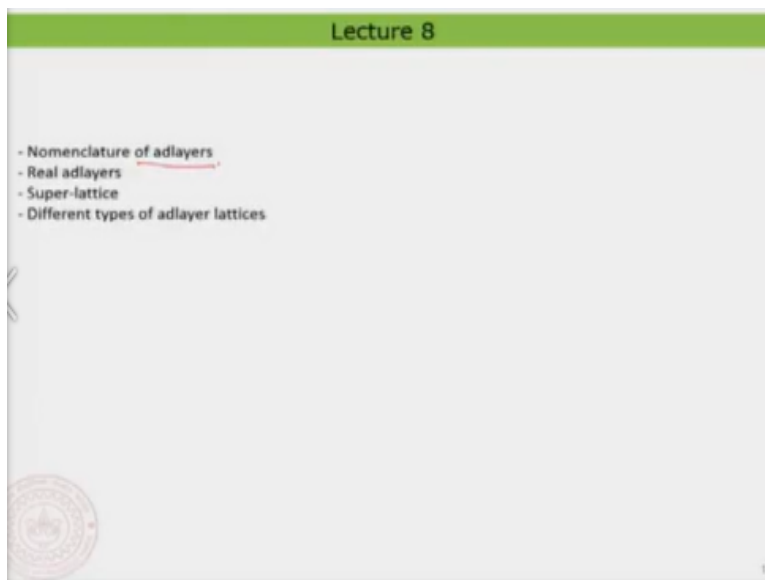 Lecture 8
- Nomenclature of adlayers
- Real adlayers
- Super-lattice
- Different types of adlayer lattices